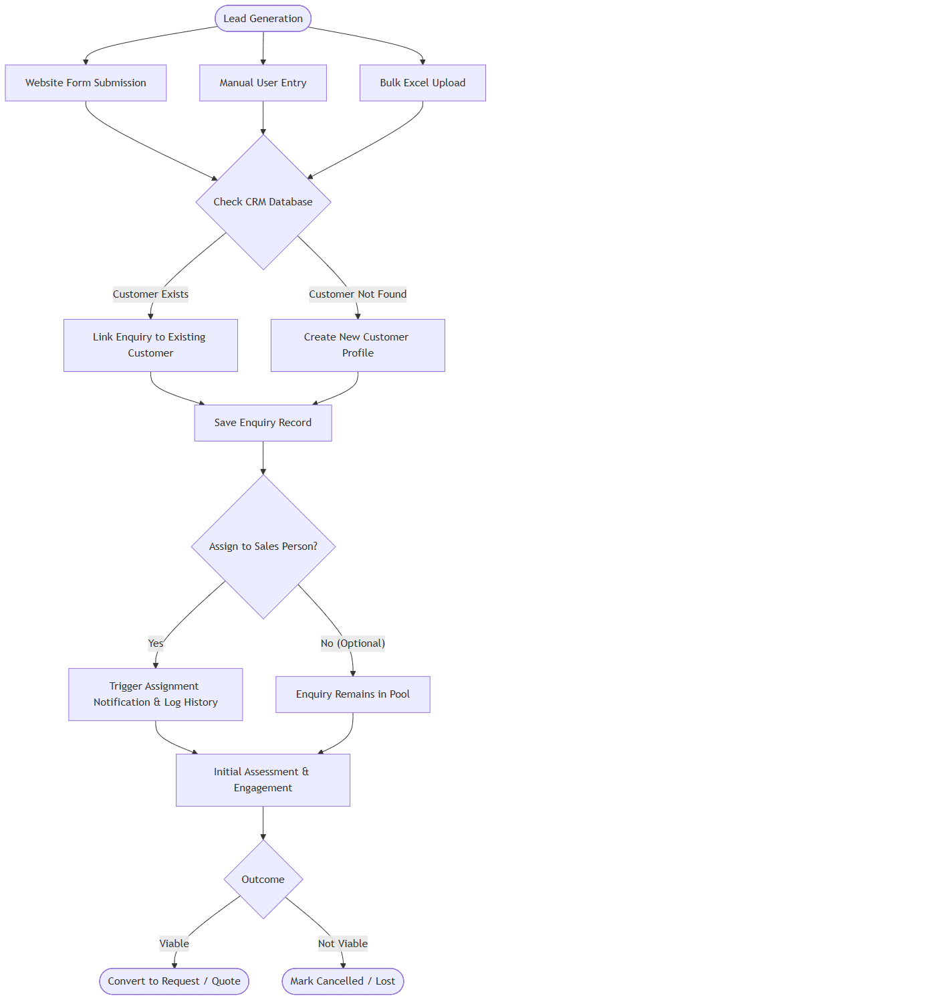 Lead Generation
Website Form Submission
Manual User Entry
Bulk Excel Upload
Check CRM Database
Customer Exists
Customer Not Found
Link Enquiry to Existing
Customer
Create New Customer
Profile
Save Enquiry Record
Assign to Sales Person?
Yes
No (Optional)
Trigger Assignment
Notification & Log History
Enquiry Remains in Pool
Initial Assessment &
Engagement
Outcome
Viable
Not Viable
Convert to Request / Quote
Mark Cancelled / Lost